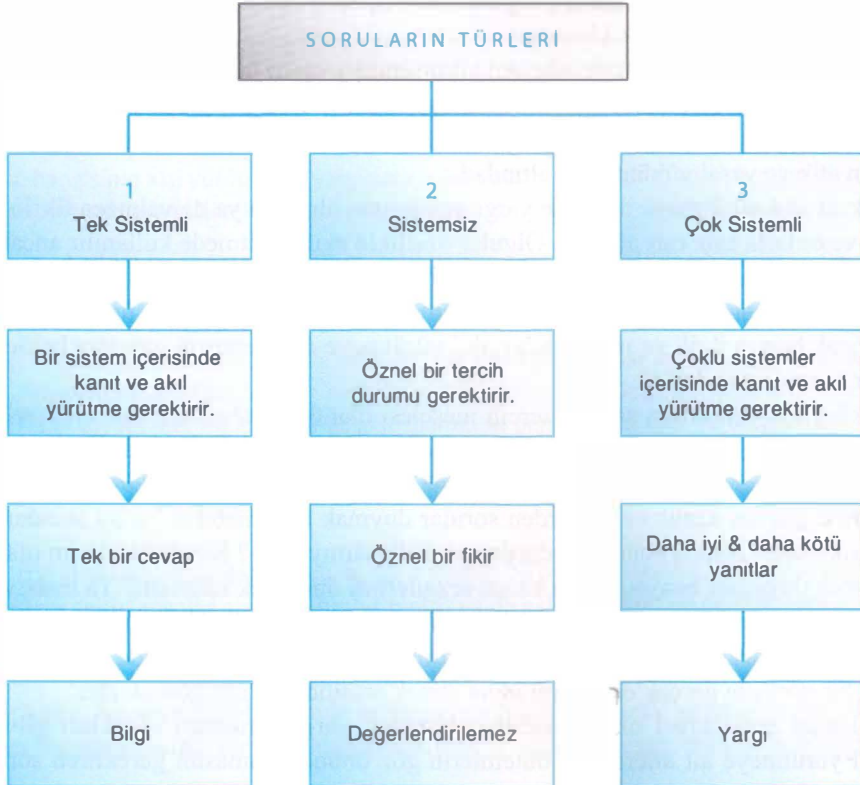 SORULARIN TÜRLERİ
1
Tek Sistemli
Bir sistem içerisinde
kanıt ve akıl
yürütme gerektirir.
Tek bir cevap
Bilgi
2
Sistemsiz
Öznel bir tercih
durumu gerektirir.
Öznel bir fikir
Değerlendirilemez
3
Çok Sistemli
Çoklu sistemler
içerisinde kanıt ve akıl
yürütme gerektirir.
Daha iyi & daha kötü
yanıtlar
Yargı